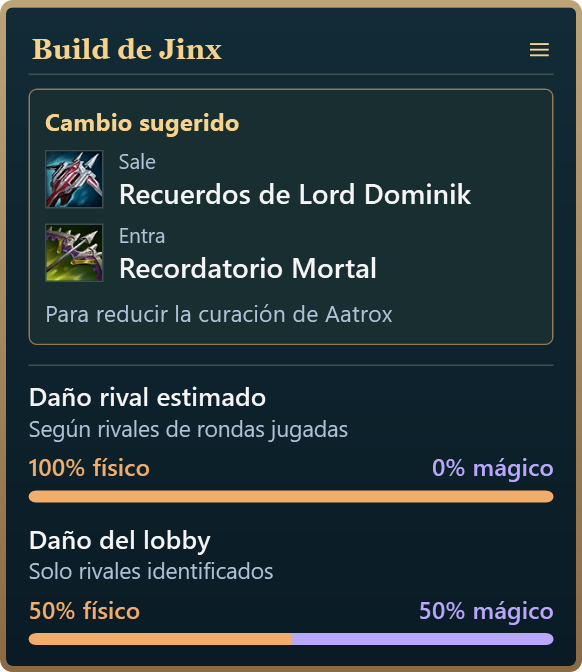 Build de Jinx
Cambio sugerido
Sale
Recuerdos de Lord Dominik
Entra
Recordatorio Mortal
Para reducir la curación de Aatrox
Daño rival estimado
Según rivales de rondas jugadas
100% físico 0% mágico
Daño del lobby
Solo rivales identificados
50% físico 50% mágico